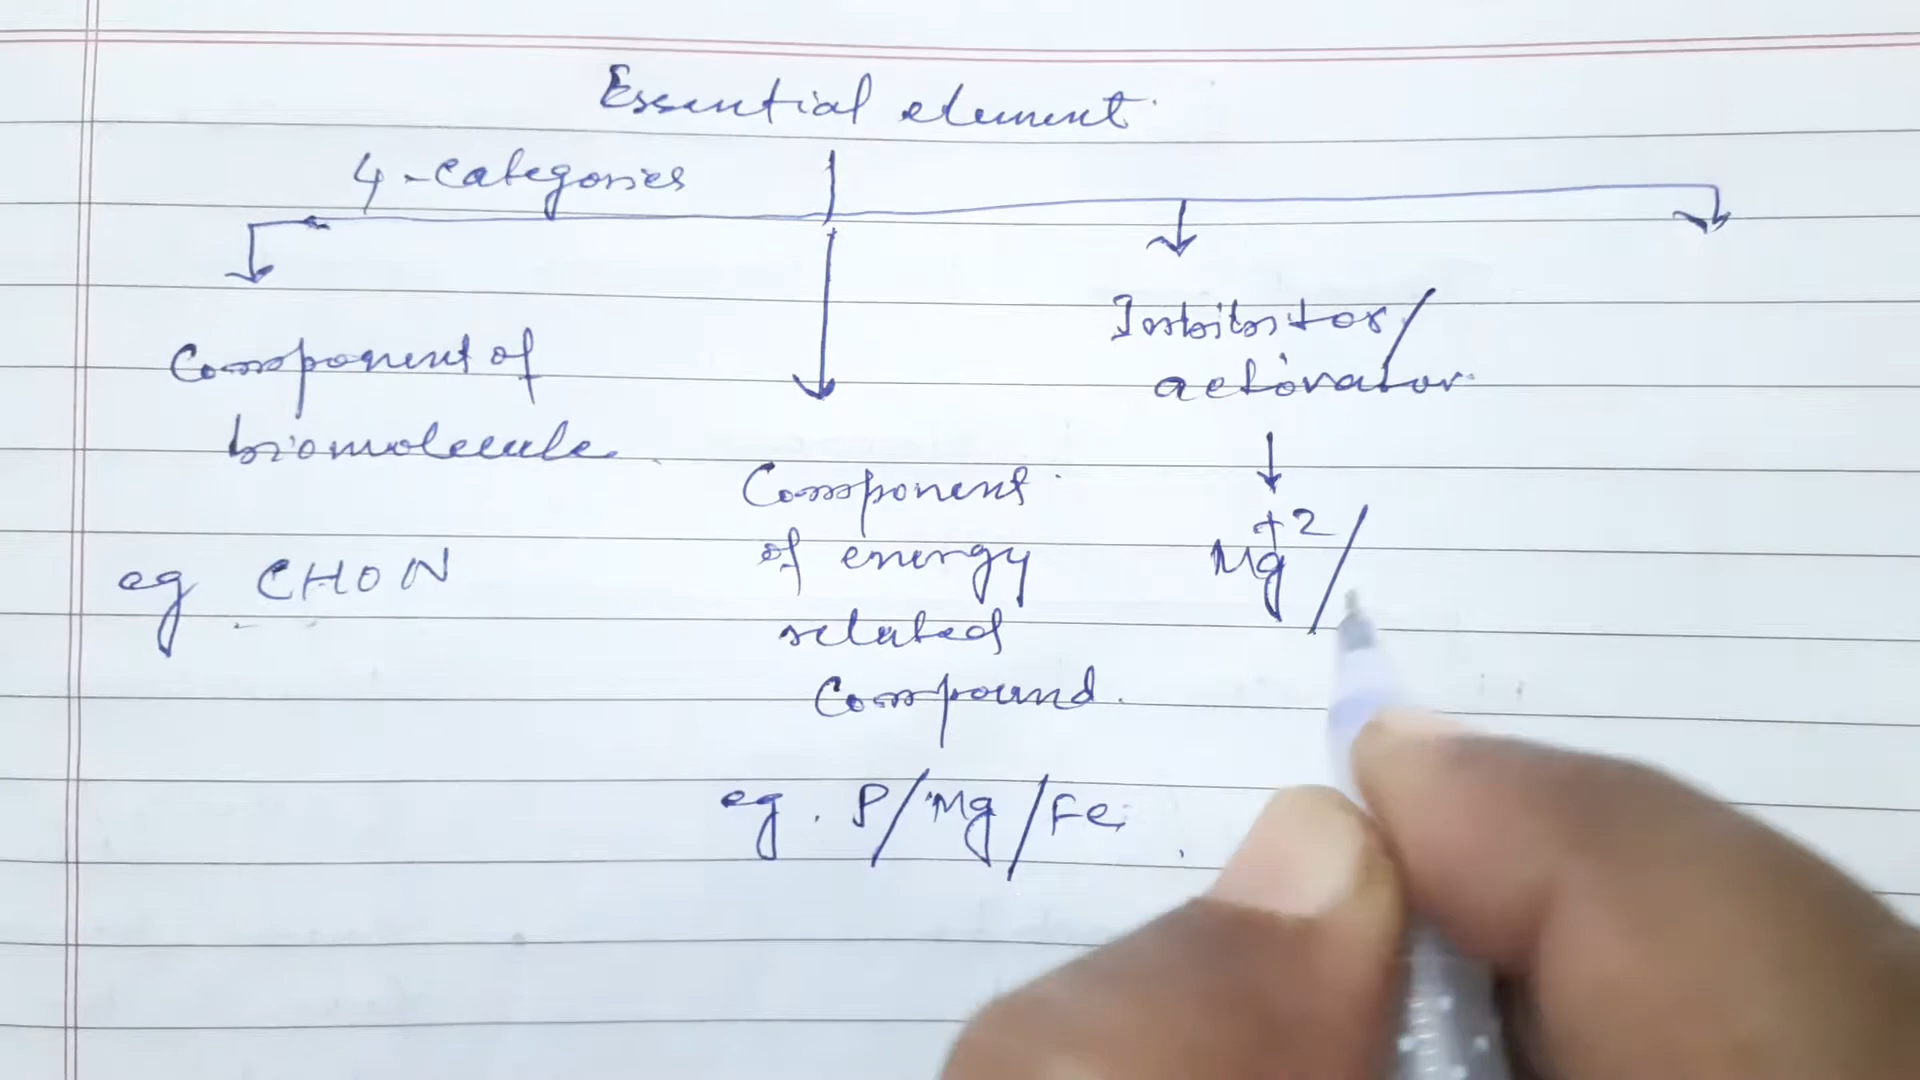 Essential element
4-categories
Component of
biomolecule
eg CHON
Component
of energy
related
Compound.
eg. P/Mg/Fe
Inhibitor/
activator
Mg+2/